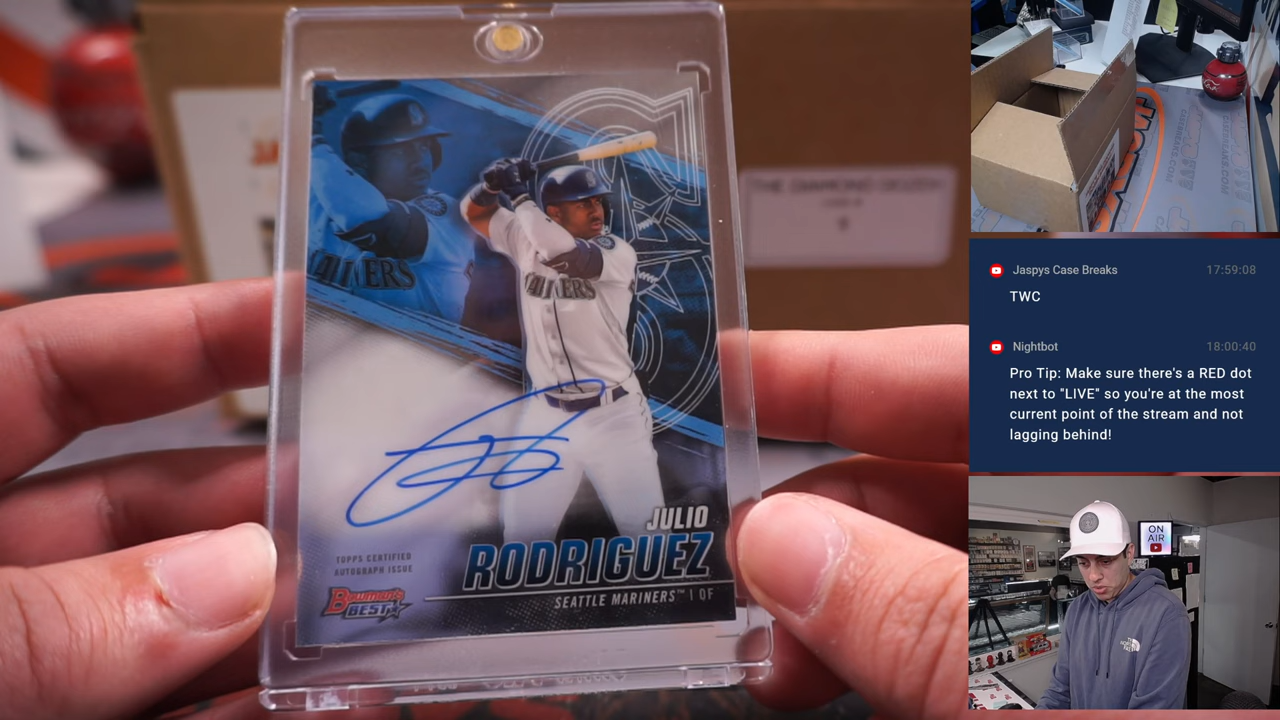 MARINERS
TOPPS CERTIFIED
AUTOGRAPH ISSUE
Bowman's
BEST
JULIO
RODRIGUEZ
SEATTLE MARINERS™ | OF
THE DIAMOND DOZEN
Jaspys Case Breaks 17:59:08
TWC
Nightbot 18:00:40
Pro Tip: Make sure there's a RED dot
next to "LIVE" so you're at the most
current point of the stream and not
lagging behind!
ON
AIR